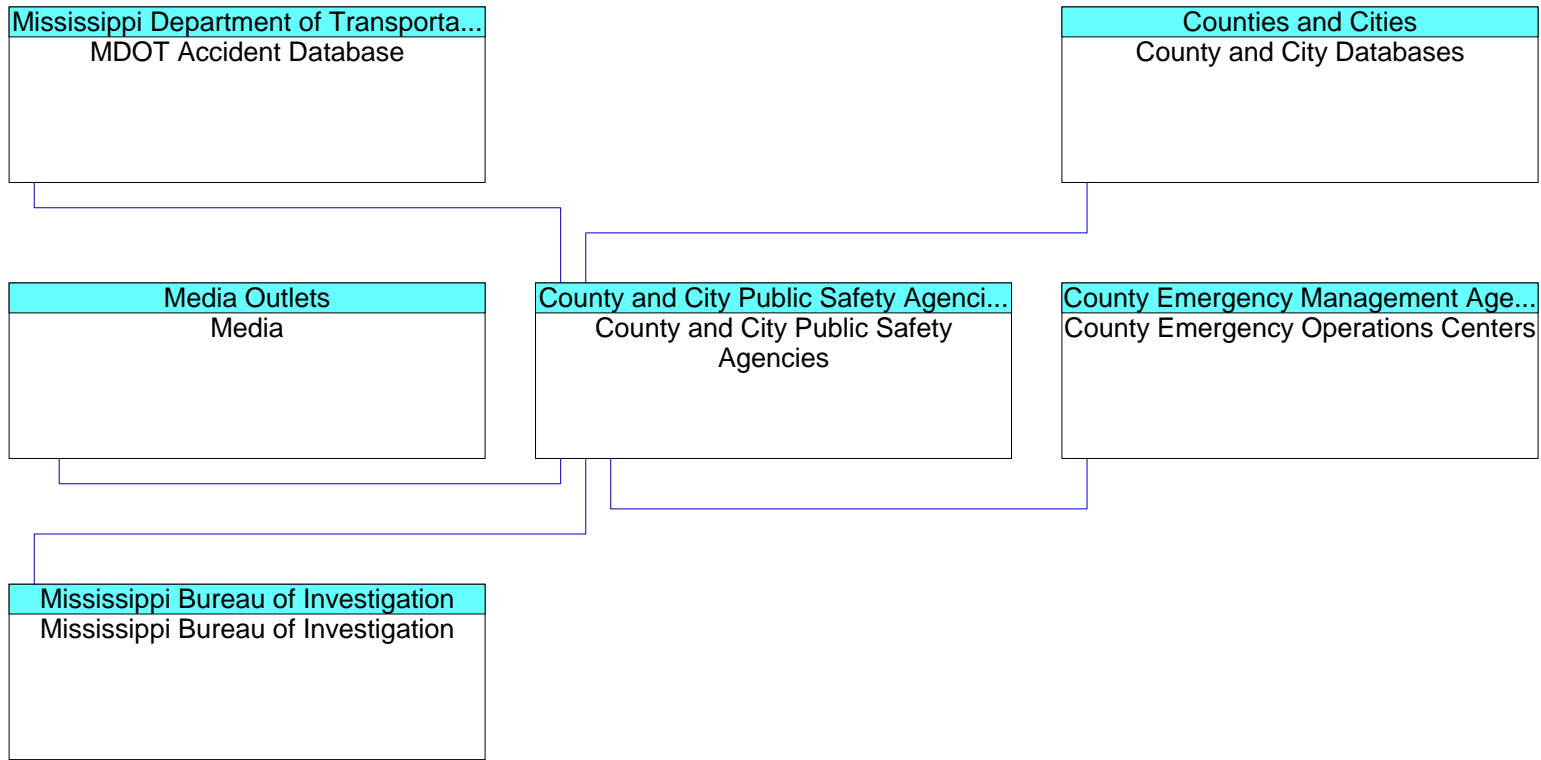 Mississippi Department of Transporta...
MDOT Accident Database
Counties and Cities
County and City Databases
Media Outlets
Media
County and City Public Safety Agenci...
County and City Public Safety
Agencies
County Emergency Management Age...
County Emergency Operations Centers
Mississippi Bureau of Investigation
Mississippi Bureau of Investigation